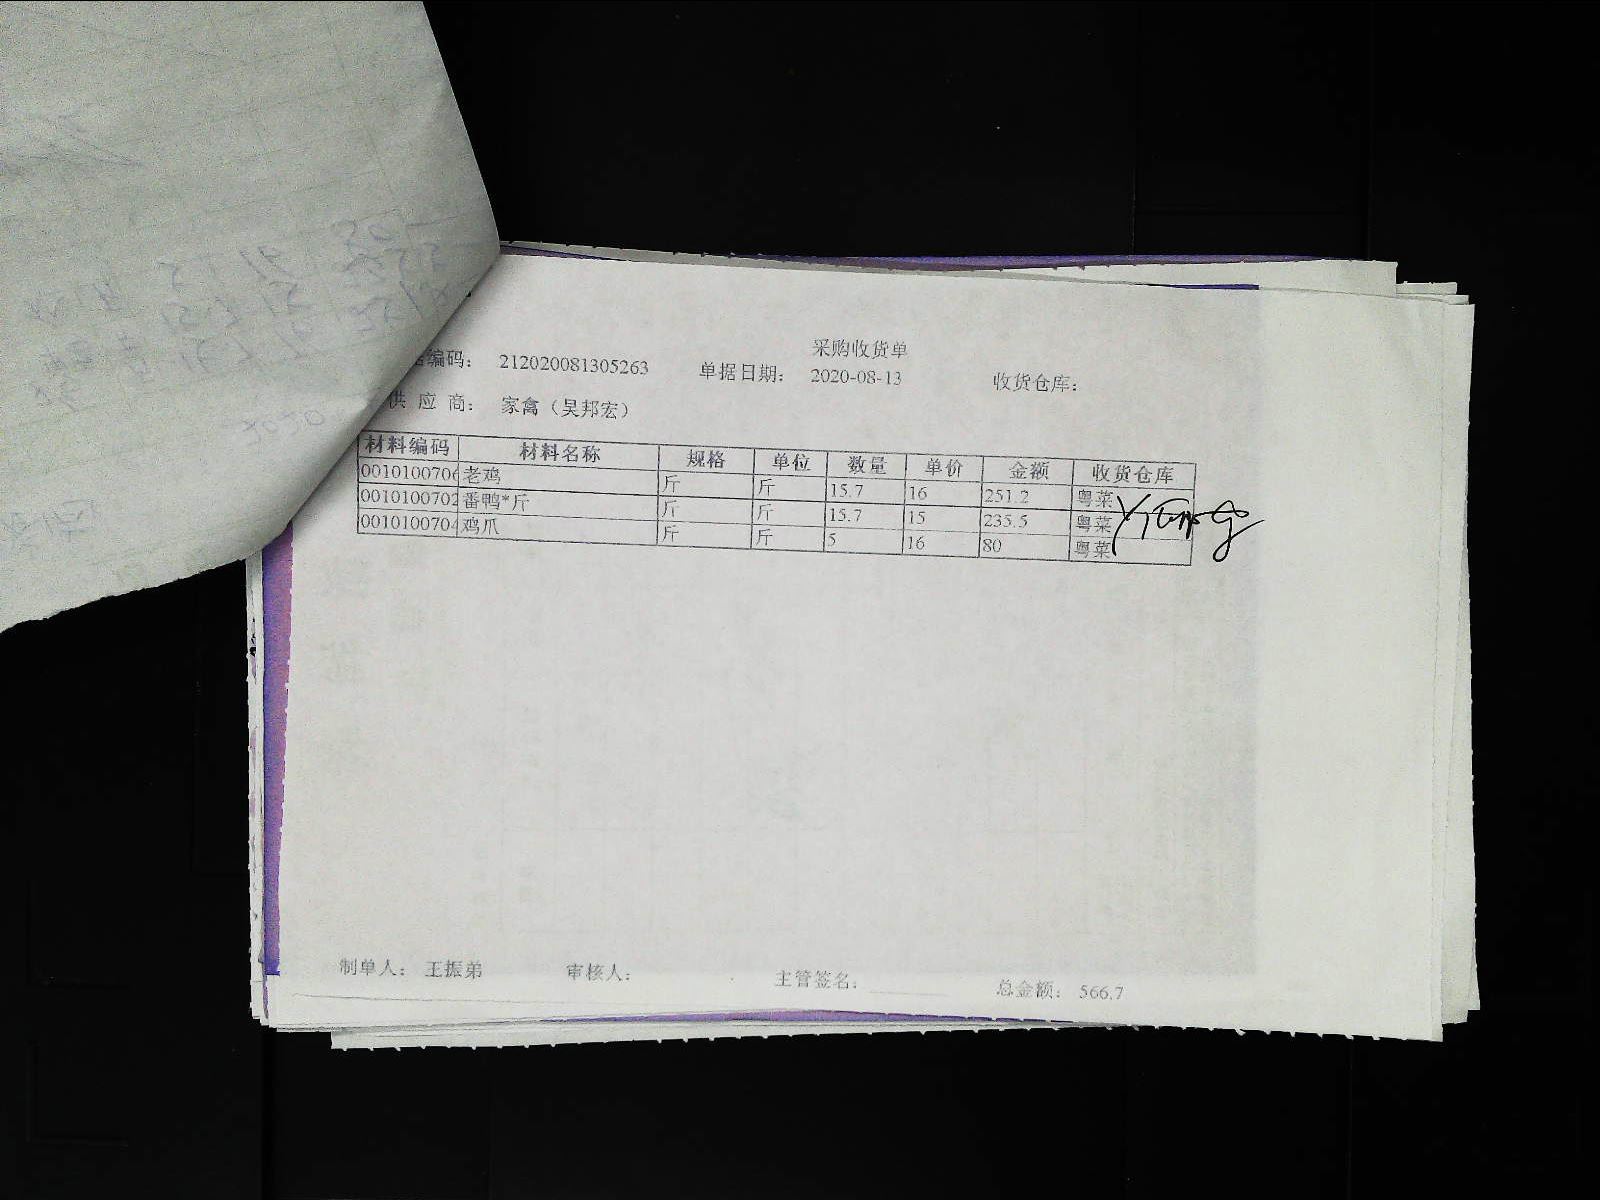 采购收货单
编码： 212020081305263 单据日期： 2020-08-13 收货仓库：
供 应 商： 家禽（吴邦宏）
材料编码 材料名称 规格 单位 数量 单价 金额 收货仓库
0010100706 老鸡 斤 斤 15.7 16 251.2 粤菜
0010100702 番鸭*斤 斤 斤 15.7 15 235.5 粤菜
0010100704 鸡爪 斤 斤 5 16 80 粤菜
制单人： 王振弟 审核人： 主管签名： 总金额： 566.7